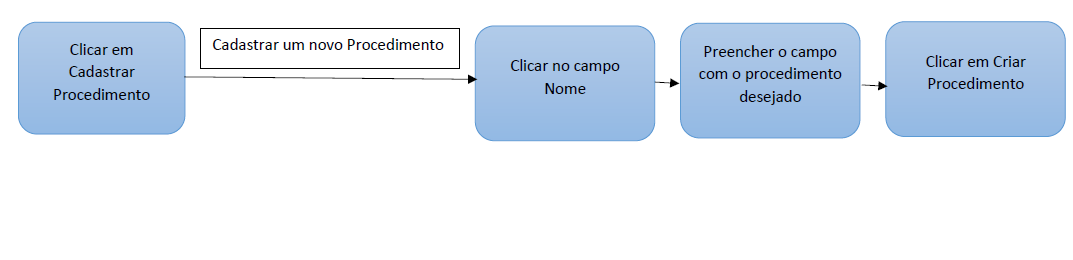 Clicar em
Cadastrar
Procedimento
Cadastrar um novo Procedimento
Clicar no campo
Nome
Preencher o campo
com o procedimento
desejado
Clicar em Criar
Procedimento